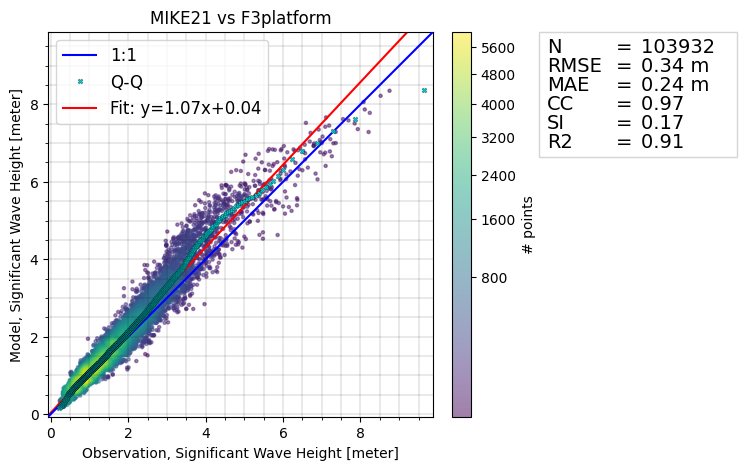 MIKE21 vs F3platform
1:1
Q-Q
Fit: y=1.07x+0.04
Model, Significant Wave Height [meter]
8
6
4
2
0
0 2 4 6 8
Observation, Significant Wave Height [meter]
5600
4800
4000
3200
2400
1600
800
# points
N = 103932
RMSE = 0.34 m
MAE = 0.24 m
CC = 0.97
SI = 0.17
R2 = 0.91